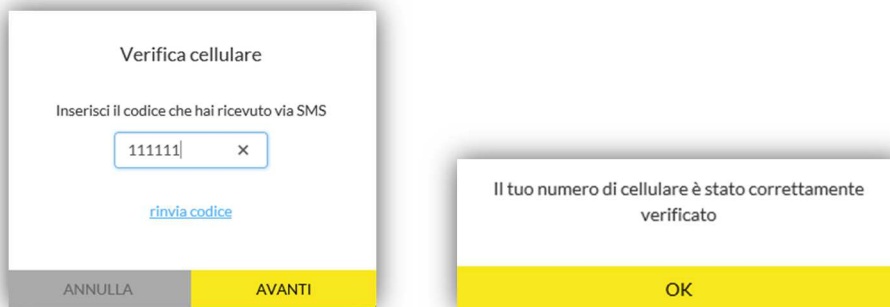 Verifica cellulare
Inserisci il codice che hai ricevuto via SMS
111111
rinvia codice
ANNULLA
AVANTI
Il tuo numero di cellulare è stato correttamente
verificato
OK